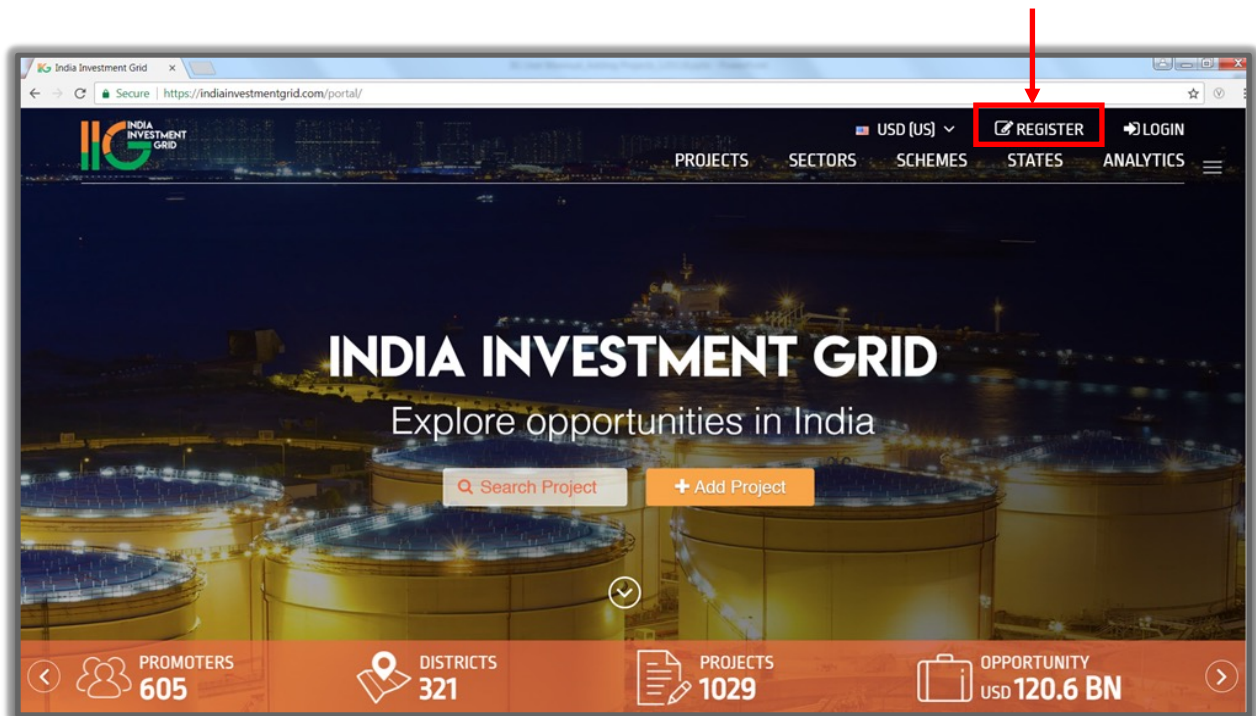 India Investment Grid
Secure | https://indiainvestmentgrid.com/portal/
INDIA
INVESTMENT
GRID
USD (US) REGISTER LOGIN
PROJECTS SECTORS SCHEMES STATES ANALYTICS
INDIA INVESTMENT GRID
Explore opportunities in India
Search Project + Add Project
PROMOTERS
605
DISTRICTS
321
PROJECTS
1029
OPPORTUNITY
USD 120.6 BN